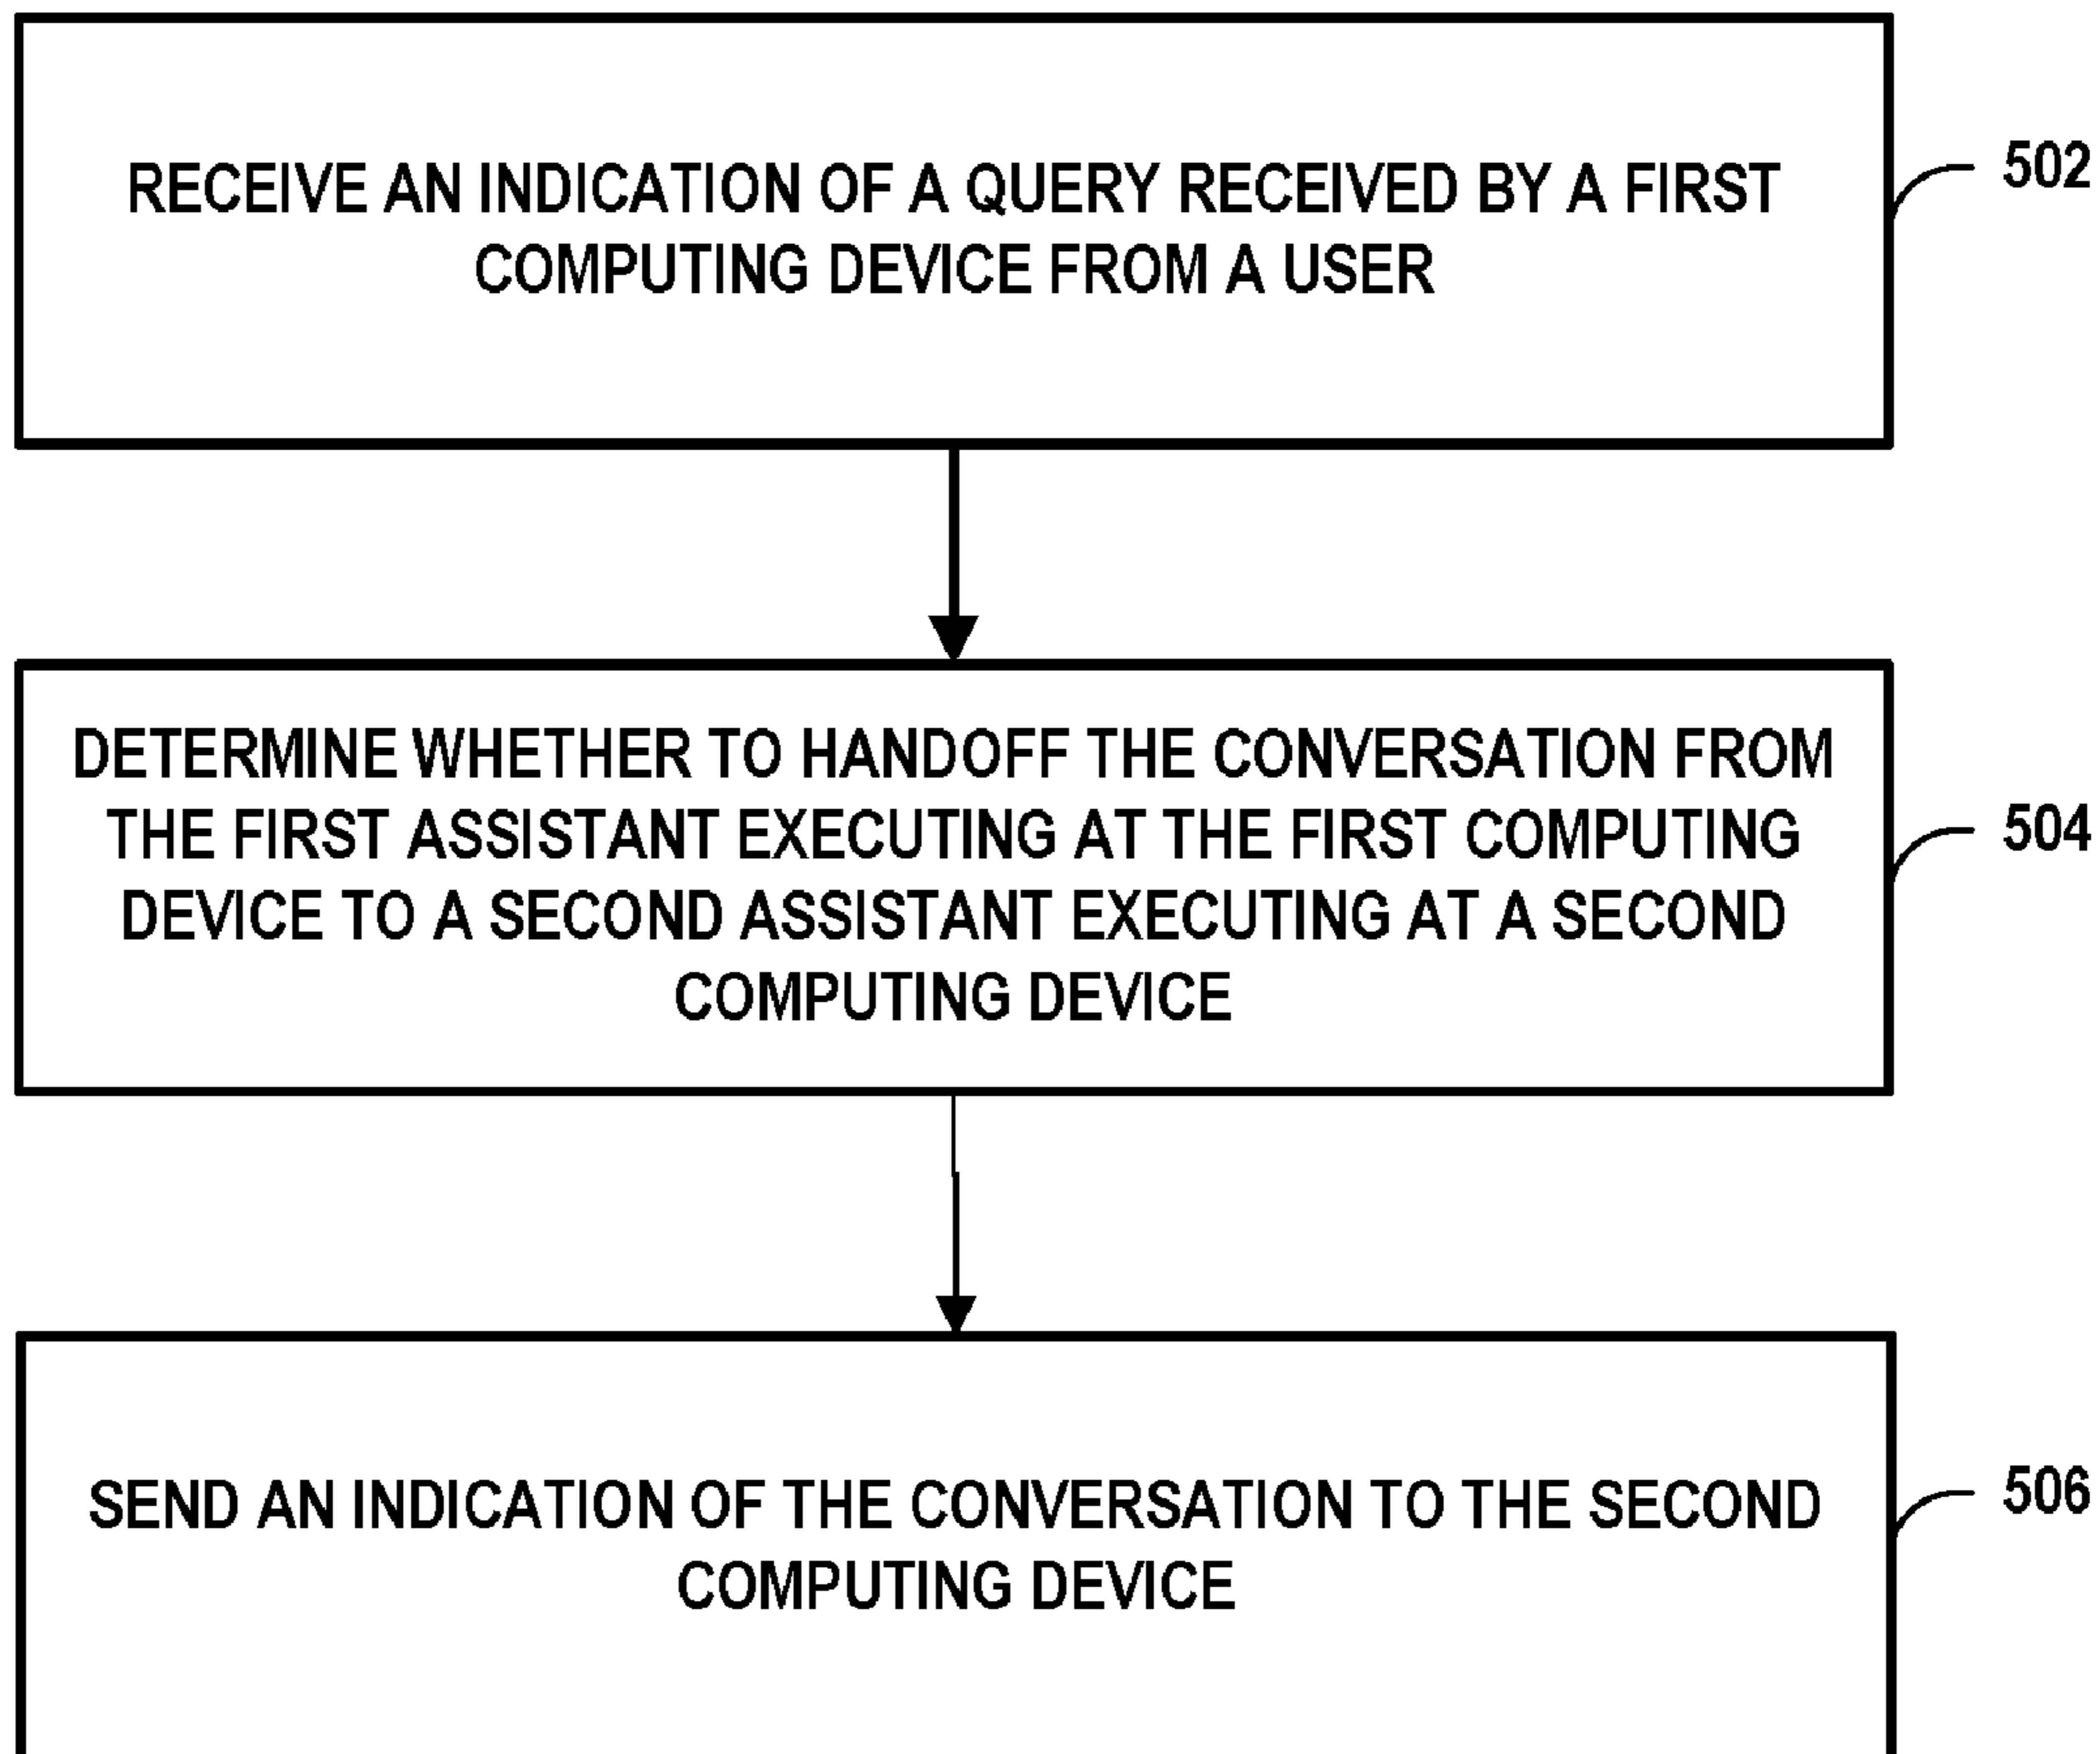 RECEIVE AN INDICATION OF A QUERY RECEIVED BY A FIRST
COMPUTING DEVICE FROM A USER
502
DETERMINE WHETHER TO HANDOFF THE CONVERSATION FROM
THE FIRST ASSISTANT EXECUTING AT THE FIRST COMPUTING
DEVICE TO A SECOND ASSISTANT EXECUTING AT A SECOND
COMPUTING DEVICE
504
SEND AN INDICATION OF THE CONVERSATION TO THE SECOND
COMPUTING DEVICE
506